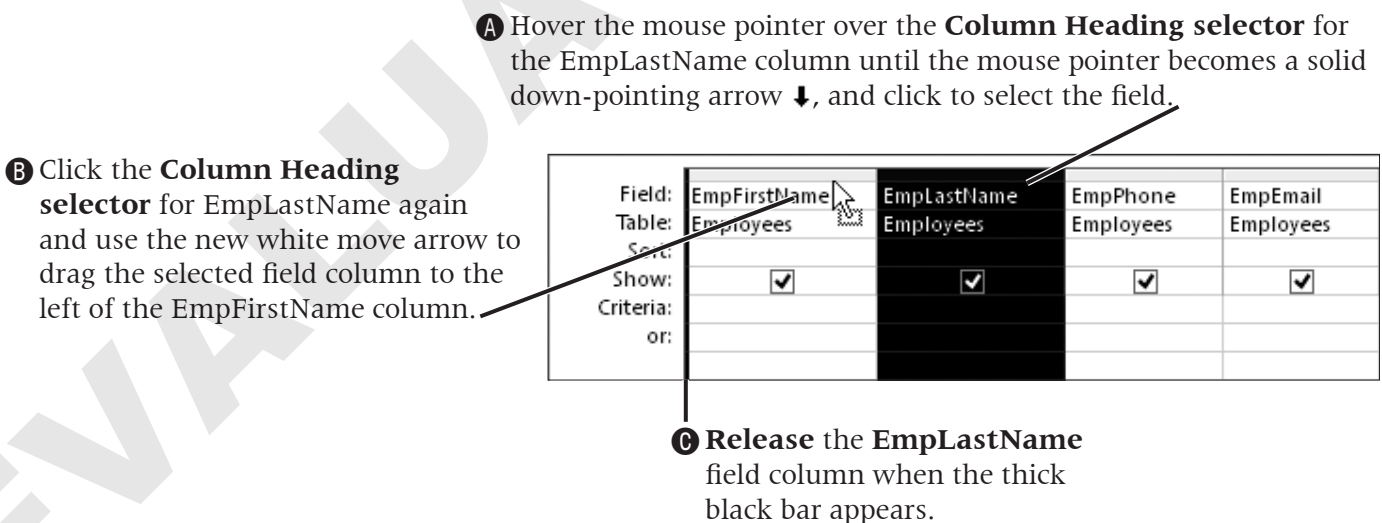 A Hover the mouse pointer over the Column Heading selector for
the EmpLastName column until the mouse pointer becomes a solid
down-pointing arrow ⬇, and click to select the field.
B Click the Column Heading
selector for EmpLastName again
and use the new white move arrow to
drag the selected field column to the
left of the EmpFirstName column.
Field: EmpFirstName EmpLastName EmpPhone EmpEmail
Table: Employees Employees Employees Employees
Sort:
Show:
Criteria:
or:
C Release the EmpLastName
field column when the thick
black bar appears.
EVALUA